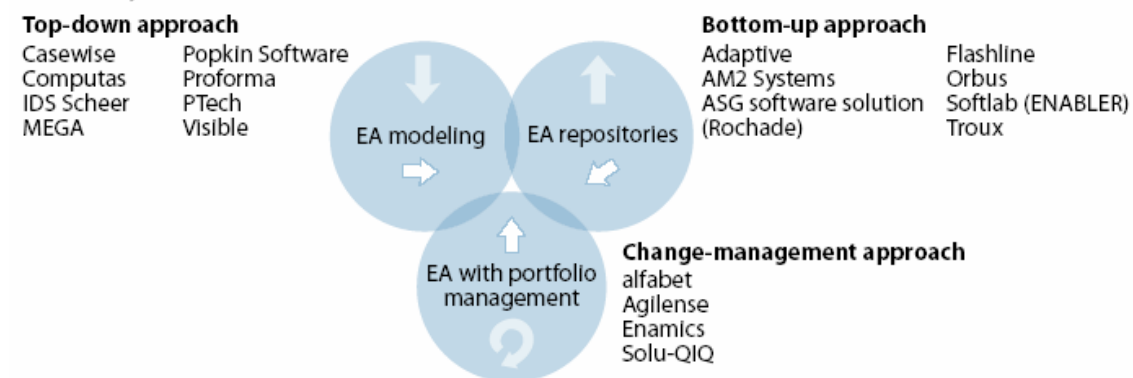 Top-down approach
Casewise
Computas
IDS Scheer
MEGA
Popkin Software
Proforma
PTech
Visible
EA modeling
EA repositories
Bottom-up approach
Adaptive
AM2 Systems
ASG software solution
(Rochade)
Flashline
Orbus
Softlab (ENABLER)
Troux
EA with portfolio
management
Change-management approach
alfabet
Agilense
Enamics
Solu-QIQ